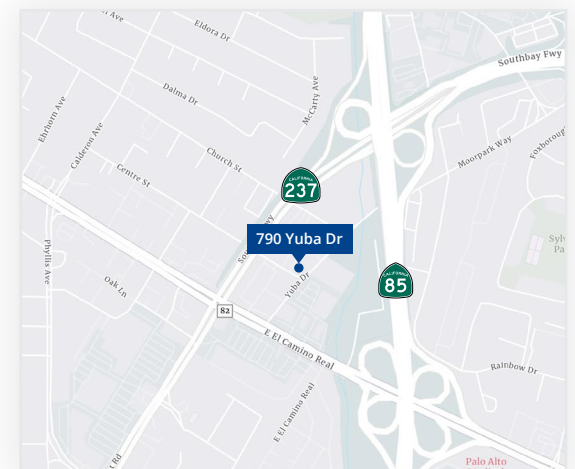 Ave
Eldora Dr
Southbay Fwy
Dalma Dr
McCarty Ave
Ehrhorn Ave
Calderon Ave
Church St
Moorpark Way
Centre St
CALIFORNIA
237
790 Yuba Dr
Phyllis Ave
Oak Ln
Yuba Dr
CALIFORNIA
85
82
E El Camino Real
Rainbow Dr
E El Camino Real
Rd
Palo Alto